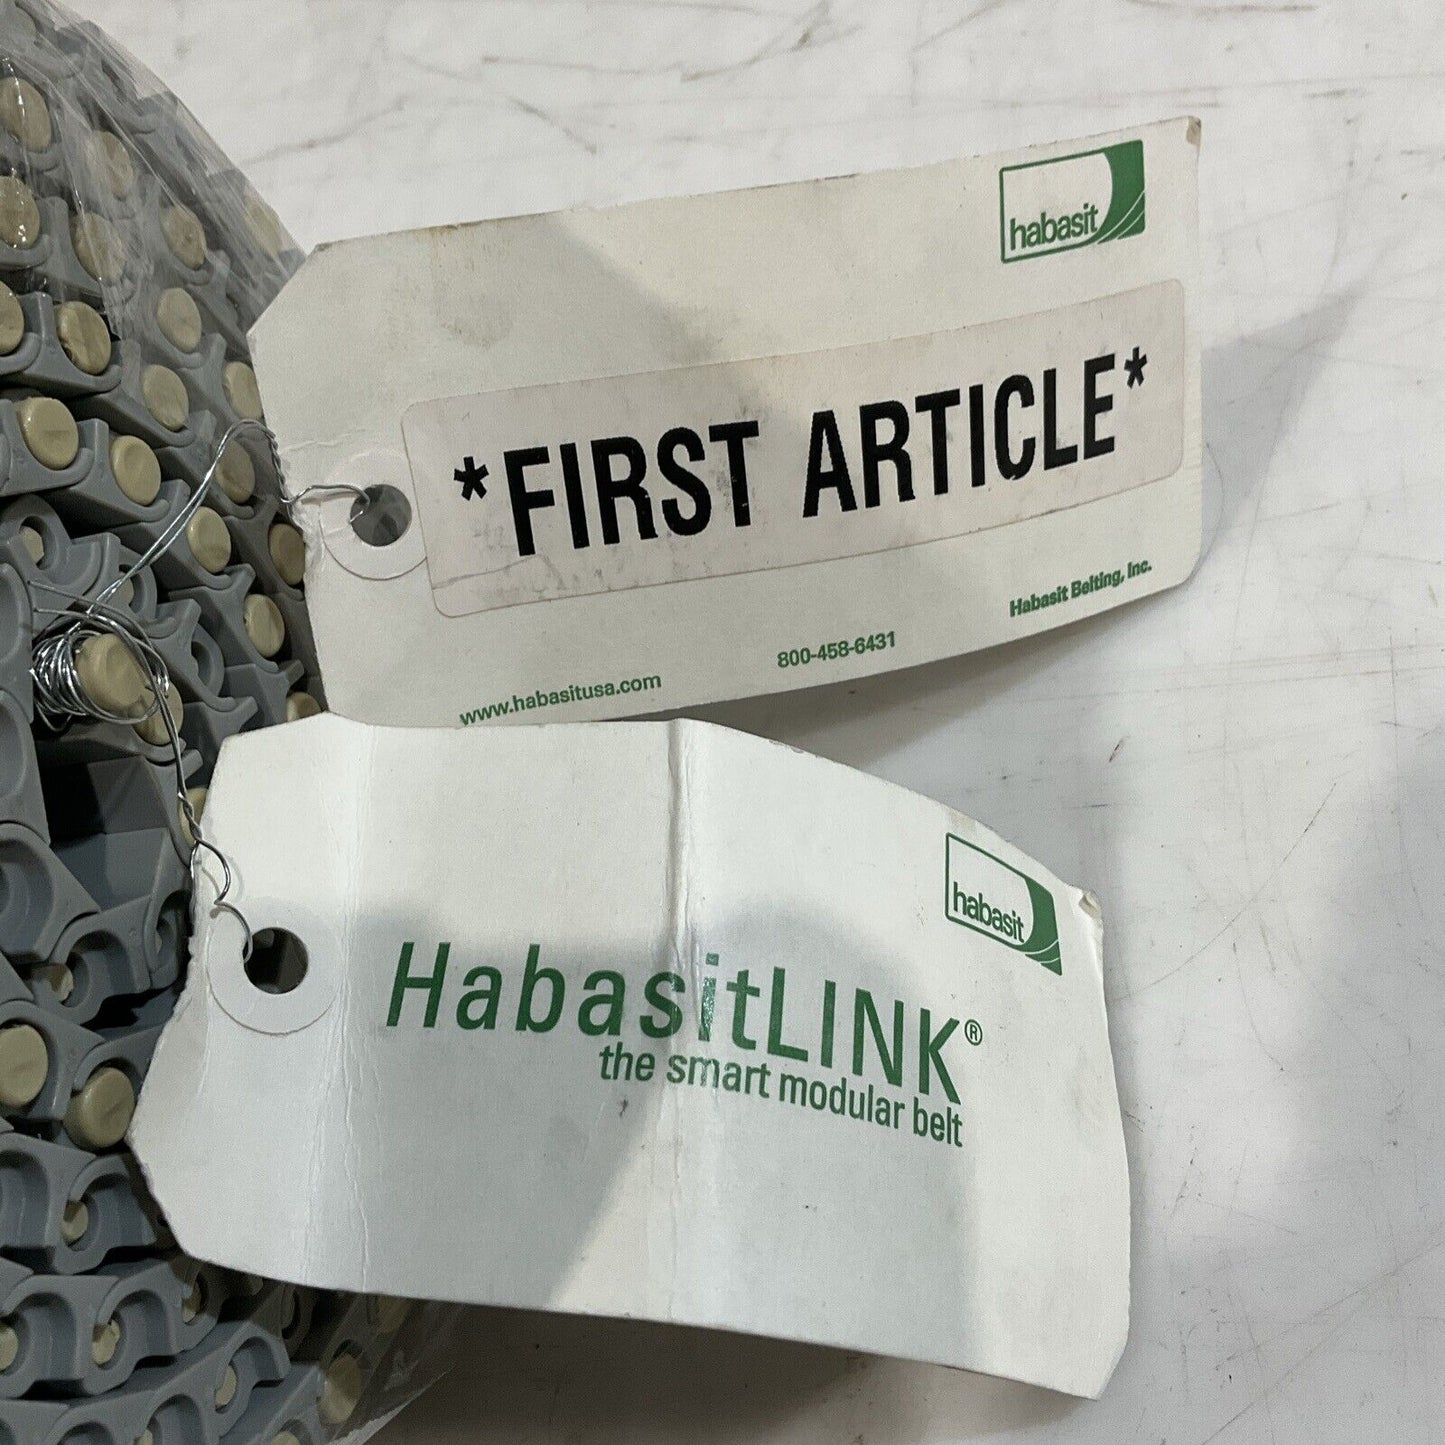 habasit
*FIRST ARTICLE*
Habasit Belting, Inc.
800-458-6431
www.habasitusa.com
habasit
HabasitLINK®
the smart modular belt